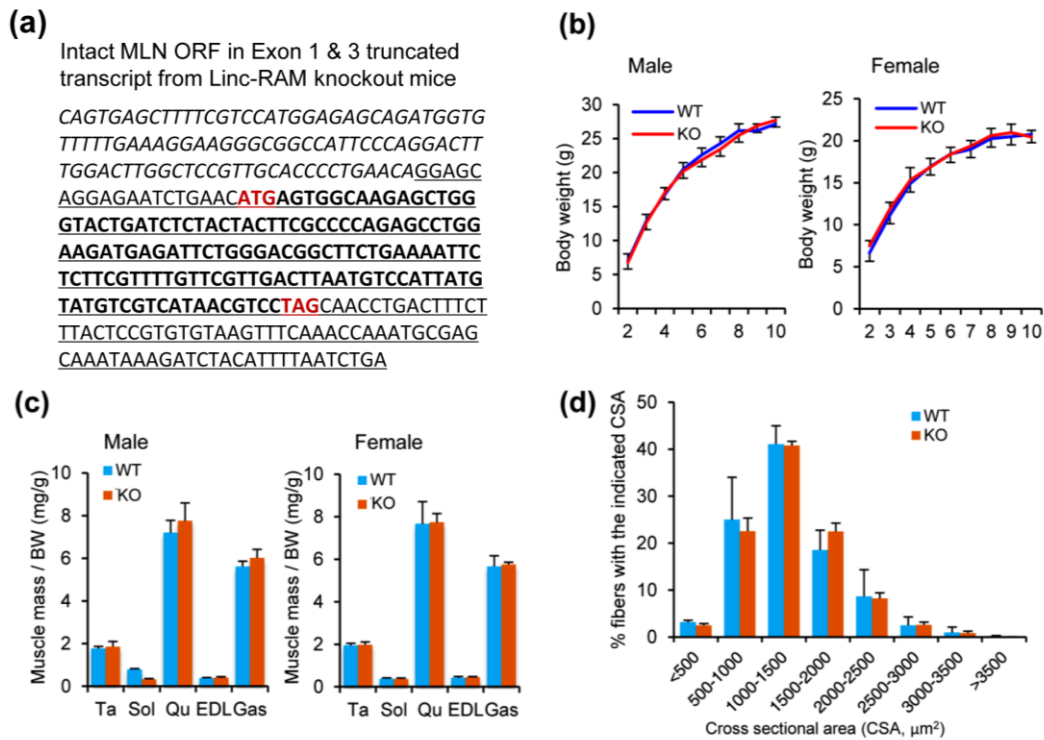 (a)
Intact MLN ORF in Exon 1 & 3 truncated
transcript from Linc-RAM knockout mice
CAGTGAGCTTTTCGTCCATGGAGAGCAGATGGTG
TTTTTGAAAGGAAGGGCGGCCATTCCCAGGACTT
TGGACTTGGCTCCGTTGCACCCCTGAACAGGAGC
AGGAGAATCTGAACATGAGTGGCAAGAGCTGG
GTACTGATCTCTACTACTTCGCCCCAGAGCCTGG
AAGATGAGATTCTGGGACGGCTTCTGAAAATTC
TCTTCGTTTTGTTCGTTGACTTAATGTCCATTATG
TATGTCGTCATAACGTCCTAGCAACCTGACTTTCT
TTACTCCGTGTGTAAGTTTCAAACCAAATGCGAG
CAAATAAAGATCTACATTTTAATCTGA
(b)
Male
WT
KO
Body weight (g)
30
25
20
15
10
5
0
2 4 6 8 10
Female
WT
KO
Body weight (g)
25
20
15
10
5
0
2 3 4 5 6 7 8 9 10
(c)
Male
WT
KO
Muscle mass / BW (mg/g)
10
8
6
4
2
0
Ta Sol Qu EDL Gas
Female
WT
KO
Muscle mass / BW (mg/g)
10
8
6
4
2
0
Ta Sol Qu EDL Gas
(d)
WT
KO
% fibers with the indicated CSA
50
40
30
20
10
0
<500
500-1000
1000-1500
1500-2000
2000-2500
2500-3000
3000-3500
>3500
Cross sectional area (CSA, μm²)